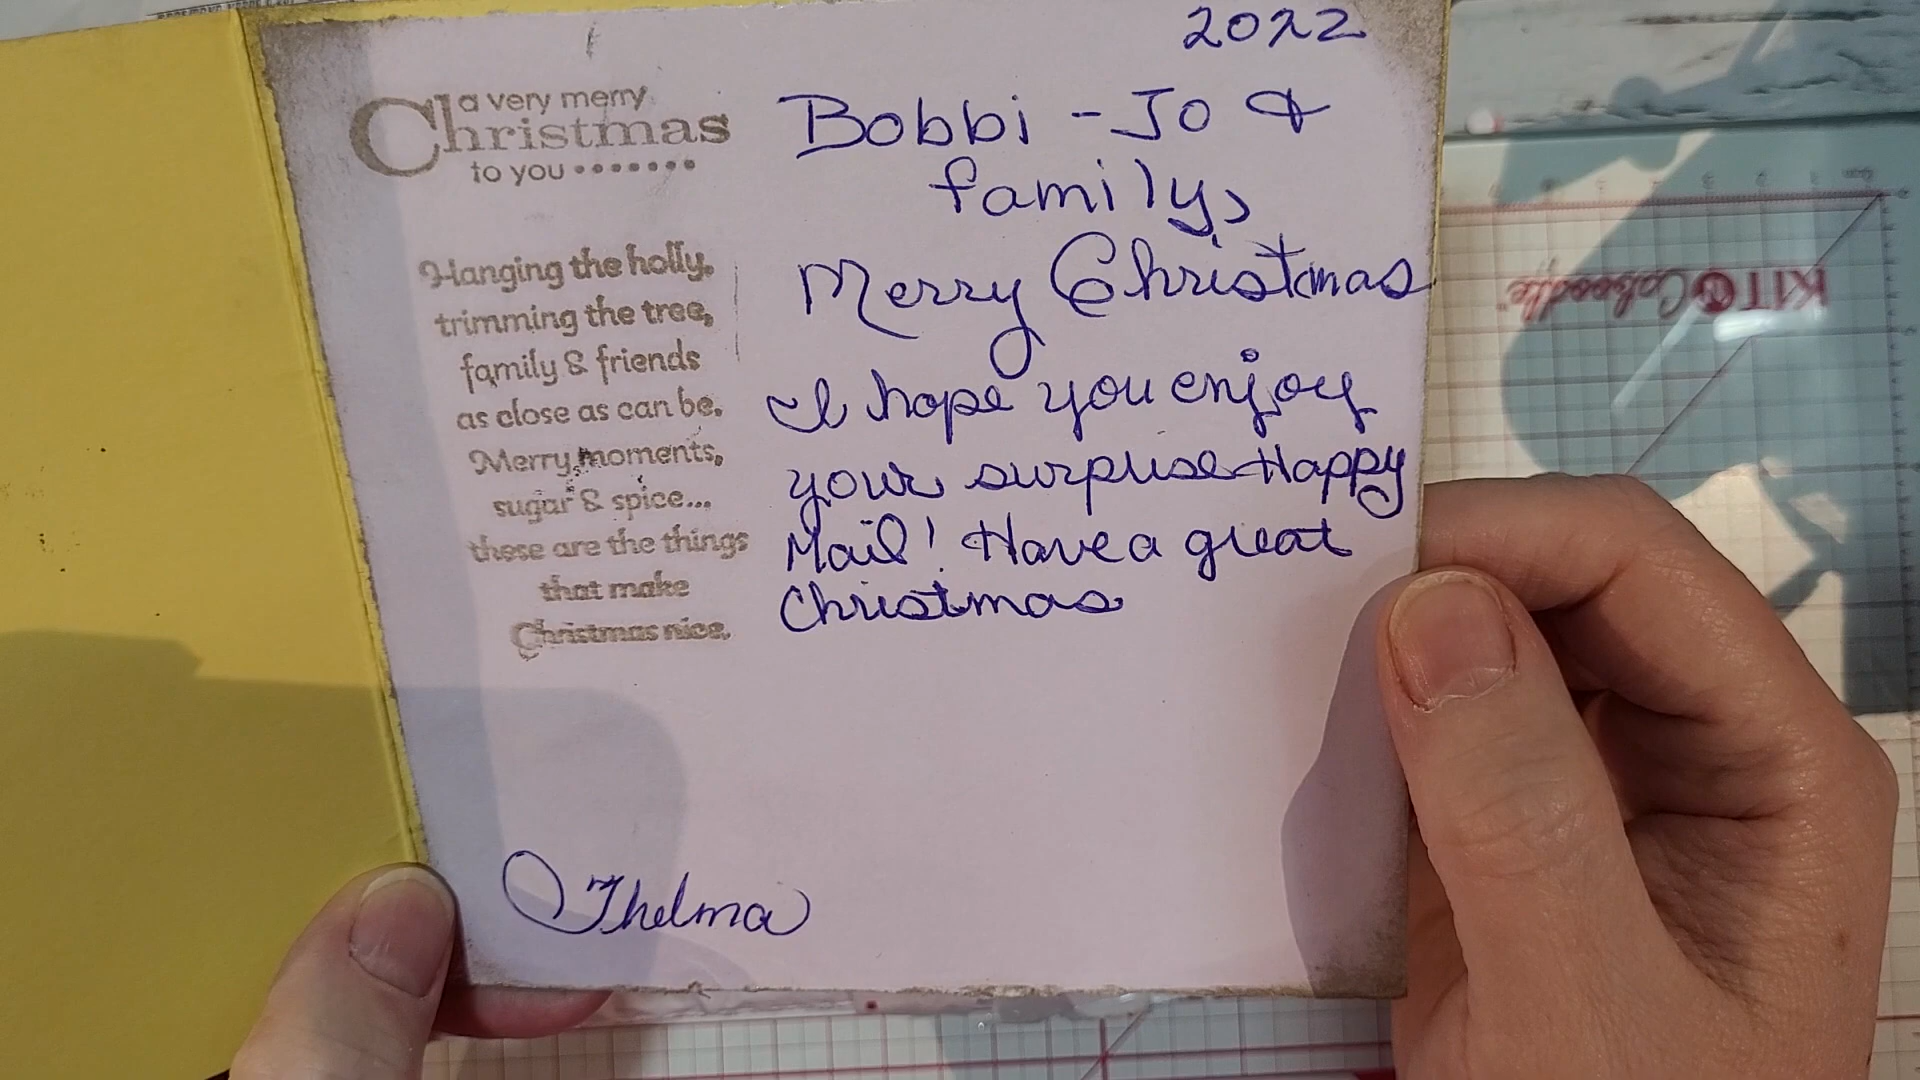 2022
a very merry
Christmas
to you
Hanging the holly,
trimming the tree,
family & friends
as close as can be.
Merry moments,
sugar & spice...
these are the things
that make
Christmas nice.
Bobbi-Jo &
family,
Merry Christmas
I hope you enjoy
your surprise Happy
Mail! Have a great
Christmas
Thelma
KIT & Caboodle